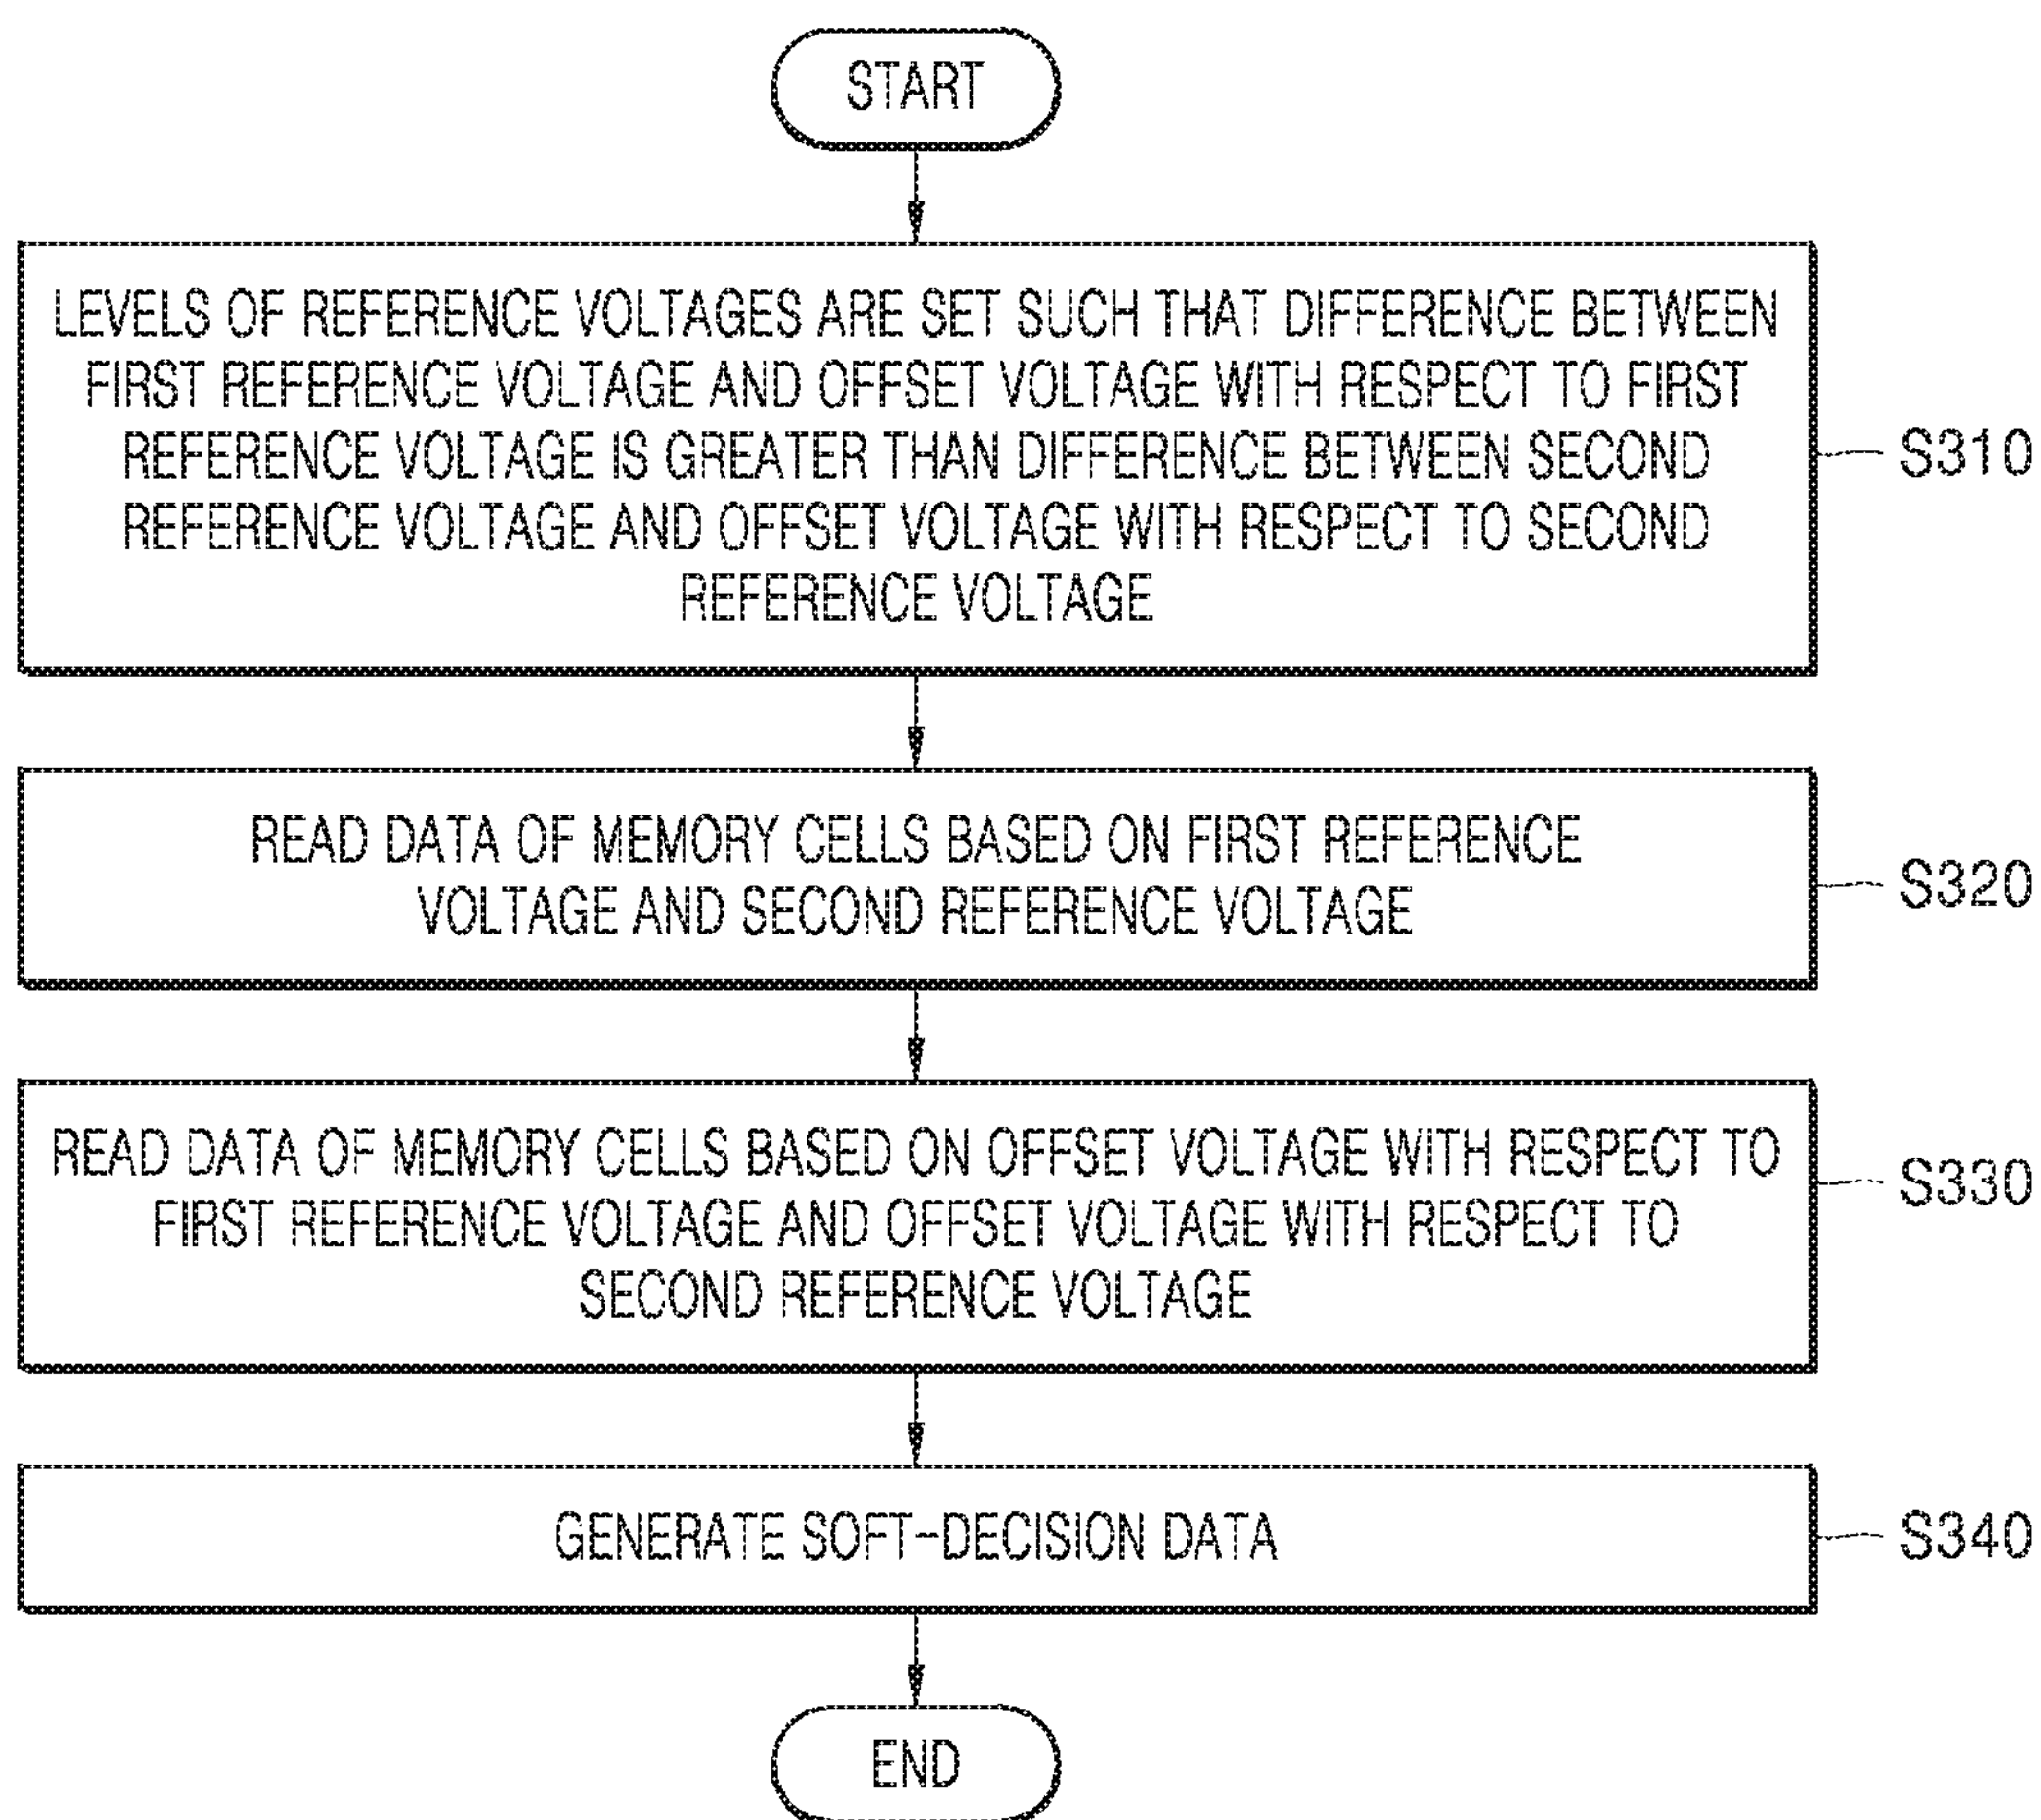 START
LEVELS OF REFERENCE VOLTAGES ARE SET SUCH THAT DIFFERENCE BETWEEN
FIRST REFERENCE VOLTAGE AND OFFSET VOLTAGE WITH RESPECT TO FIRST
REFERENCE VOLTAGE IS GREATER THAN DIFFERENCE BETWEEN SECOND
REFERENCE VOLTAGE AND OFFSET VOLTAGE WITH RESPECT TO SECOND
REFERENCE VOLTAGE
S310
READ DATA OF MEMORY CELLS BASED ON FIRST REFERENCE
VOLTAGE AND SECOND REFERENCE VOLTAGE
S320
READ DATA OF MEMORY CELLS BASED ON OFFSET VOLTAGE WITH RESPECT TO
FIRST REFERENCE VOLTAGE AND OFFSET VOLTAGE WITH RESPECT TO
SECOND REFERENCE VOLTAGE
S330
GENERATE SOFT-DECISION DATA
S340
END